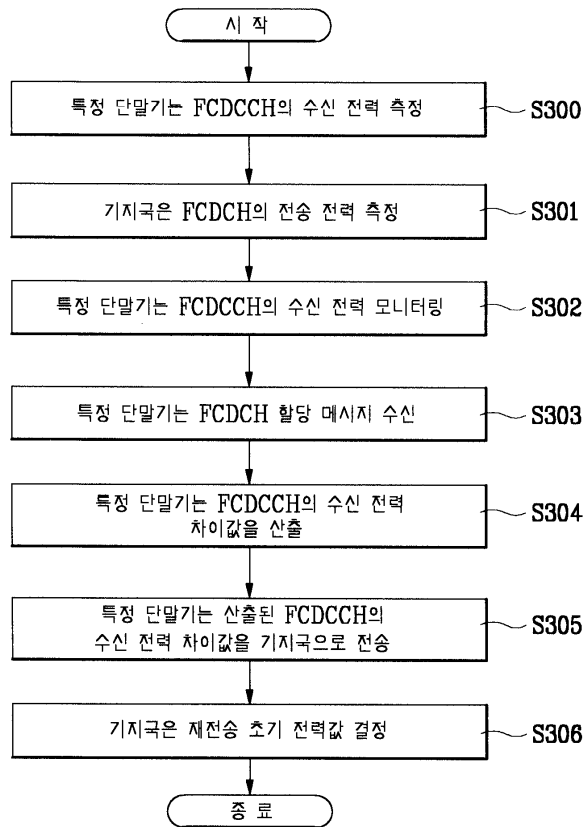 시 작
특정 단말기는 FCDCCH의 수신 전력 측정
S300
기지국은 FCDCH의 전송 전력 측정
S301
특정 단말기는 FCDCCH의 수신 전력 모니터링
S302
특정 단말기는 FCDCH 할당 메시지 수신
S303
특정 단말기는 FCDCCH의 수신 전력
차이값을 산출
S304
특정 단말기는 산출된 FCDCCH의
수신 전력 차이값을 기지국으로 전송
S305
기지국은 재전송 초기 전력값 결정
S306
종 료